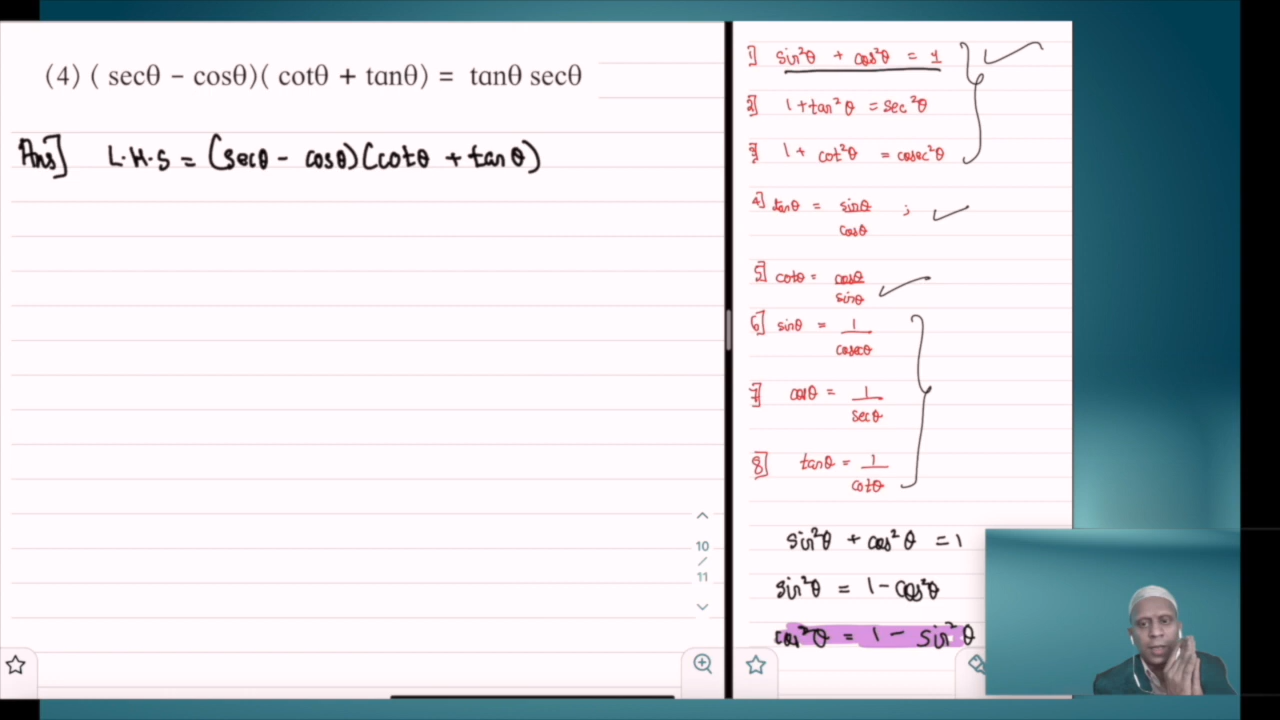 (4) ( secθ – cosθ)( cotθ + tanθ) = tanθ secθ
Ans] L.H.S = (secθ - cosθ)(cotθ + tanθ)
10
/
11
1] sin²θ + cos²θ = 1
2] 1+tan²θ = sec²θ
3] 1+ cot²θ = cosec²θ
4] tanθ = sinθ ;
cosθ
5] cotθ = cosθ
sinθ
6] sinθ = 1
cosecθ
7] cosθ = 1
secθ
8] tanθ = 1
cotθ
sin²θ + cos²θ = 1
sin²θ = 1 - cos²θ
cos²θ = 1 - sin²θ